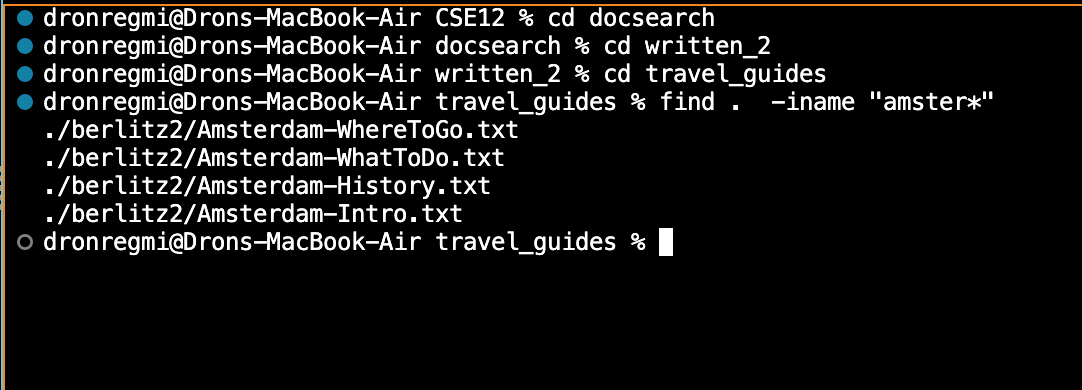 dronregmi@Drons-MacBook-Air CSE12 % cd docsearch
dronregmi@Drons-MacBook-Air docsearch % cd written_2
dronregmi@Drons-MacBook-Air written_2 % cd travel_guides
dronregmi@Drons-MacBook-Air travel_guides % find .  -iname "amster*"
./berlitz2/Amsterdam-WhereToGo.txt
./berlitz2/Amsterdam-WhatToDo.txt
./berlitz2/Amsterdam-History.txt
./berlitz2/Amsterdam-Intro.txt
dronregmi@Drons-MacBook-Air travel_guides %